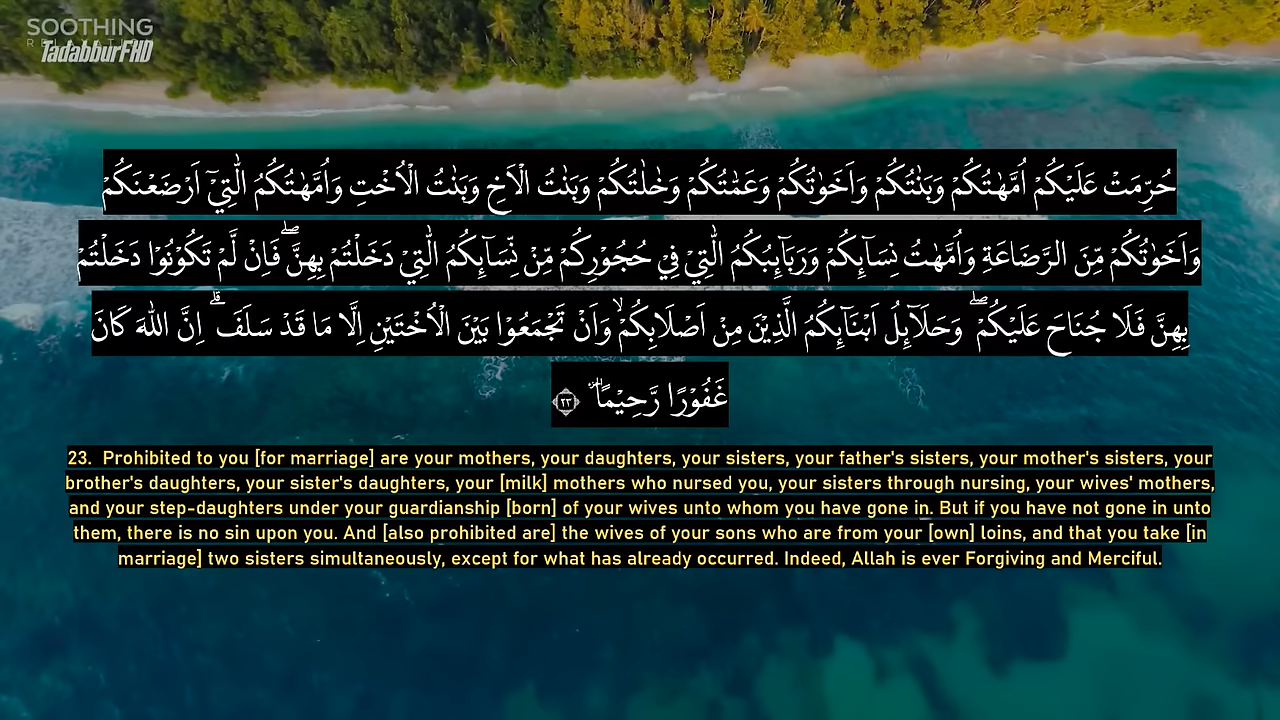 SOOTHING
TadabburFHD
حُرِّمَتْ عَلَيْكُمْ اُمَّهٰتُكُمْ وَبَنٰتُكُمْ وَاَخَوٰتُكُمْ وَعَمّٰتُكُمْ وَخٰلٰتُكُمْ وَبَنٰتُ الْاَخِ وَبَنٰتُ الْاُخْتِ وَاُمَّهٰتُكُمُ الّٰتِيْٓ اَرْضَعْنَكُمْ
وَاَخَوٰتُكُمْ مِّنَ الرَّضَاعَةِ وَاُمَّهٰتُ نِسَاۤىِٕكُمْ وَرَبَاۤىِٕبُكُمُ الّٰتِيْ فِيْ حُجُوْرِكُمْ مِّنْ نِّسَاۤىِٕكُمُ الّٰتِيْ دَخَلْتُمْ بِهِنَّۖ فَاِنْ لَّمْ تَكُوْنُوْا دَخَلْتُمْ
بِهِنَّ فَلَا جُنَاحَ عَلَيْكُمْۖ وَحَلَاۤىِٕلُ اَبْنَاۤىِٕكُمُ الَّذِيْنَ مِنْ اَصْلَابِكُمْۙ وَاَنْ تَجْمَعُوْا بَيْنَ الْاُخْتَيْنِ اِلَّا مَا قَدْ سَلَفَۗ اِنَّ اللّٰهَ كَانَ
غَفُوْرًا رَّحِيْمًا۔ ۝٢٣
23. Prohibited to you [for marriage] are your mothers, your daughters, your sisters, your father's sisters, your mother's sisters, your
brother's daughters, your sister's daughters, your [milk] mothers who nursed you, your sisters through nursing, your wives' mothers,
and your step-daughters under your guardianship [born] of your wives unto whom you have gone in. But if you have not gone in unto
them, there is no sin upon you. And [also prohibited are] the wives of your sons who are from your [own] loins, and that you take [in
marriage] two sisters simultaneously, except for what has already occurred. Indeed, Allah is ever Forgiving and Merciful.